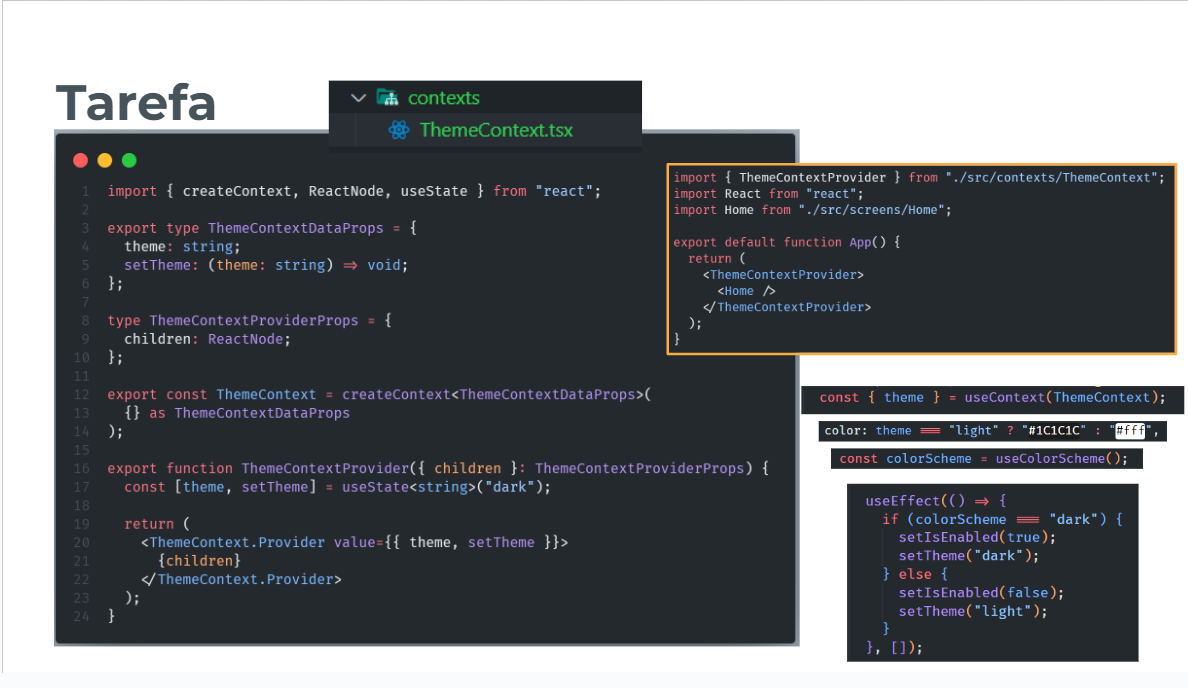 Tarefa
contexts
ThemeContext.tsx
1 import { createContext, ReactNode, useState } from "react";
2
3 export type ThemeContextDataProps = {
4 theme: string;
5 setTheme: (theme: string) => void;
6 };
7
8 type ThemeContextProviderProps = {
9 children: ReactNode;
10 };
11
12 export const ThemeContext = createContext<ThemeContextDataProps>(
13 {} as ThemeContextDataProps
14 );
15
16 export function ThemeContextProvider({ children }: ThemeContextProviderProps) {
17 const [theme, setTheme] = useState<string>("dark");
18
19 return (
20 <ThemeContext.Provider value={{ theme, setTheme }}>
21 {children}
22 </ThemeContext.Provider>
23 );
24 }
import { ThemeContextProvider } from "./src/contexts/ThemeContext";
import React from "react";
import Home from "./src/screens/Home";
export default function App() {
return (
<ThemeContextProvider>
<Home />
</ThemeContextProvider>
);
}
const { theme } = useContext(ThemeContext);
color: theme === "light" ? "#1C1C1C" : "#fff",
const colorScheme = useColorScheme();
useEffect(() => {
if (colorScheme === "dark") {
setIsEnabled(true);
setTheme("dark");
} else {
setIsEnabled(false);
setTheme("light");
}
}, []);